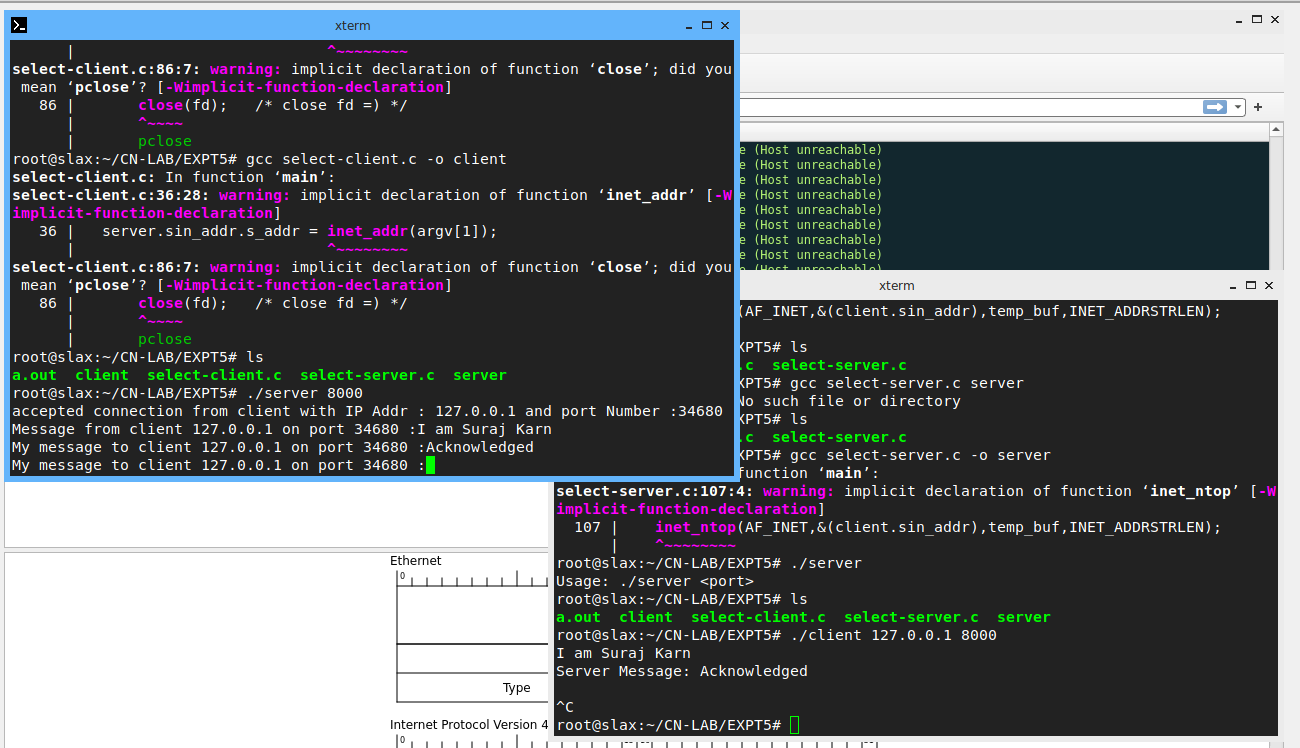 xterm
| ^~~~~~~~~
select-client.c:86:7: warning: implicit declaration of function ‘close’; did you
mean ‘pclose’? [-Wimplicit-function-declaration]
86 | close(fd); /* close fd =) */
| ^~~~~
| pclose
root@slax:~/CN-LAB/EXPT5# gcc select-client.c -o client
select-client.c: In function ‘main’:
select-client.c:36:28: warning: implicit declaration of function ‘inet_addr’ [-W
implicit-function-declaration]
36 | server.sin_addr.s_addr = inet_addr(argv[1]);
| ^~~~~~~~~
select-client.c:86:7: warning: implicit declaration of function ‘close’; did you
mean ‘pclose’? [-Wimplicit-function-declaration]
86 | close(fd); /* close fd =) */
| ^~~~~
| pclose
root@slax:~/CN-LAB/EXPT5# ls
a.out client select-client.c select-server.c server
root@slax:~/CN-LAB/EXPT5# ./server 8000
accepted connection from client with IP Addr : 127.0.0.1 and port Number :34680
Message from client 127.0.0.1 on port 34680 :I am Suraj Karn
My message to client 127.0.0.1 on port 34680 :Acknowledged
My message to client 127.0.0.1 on port 34680 :
e (Host unreachable)
e (Host unreachable)
e (Host unreachable)
e (Host unreachable)
e (Host unreachable)
e (Host unreachable)
e (Host unreachable)
e (Host unreachable)
e (Host unreachable)
xterm
(AF_INET,&(client.sin_addr),temp_buf,INET_ADDRSTRLEN);
XPT5# ls
.c select-server.c
XPT5# gcc select-server.c server
No such file or directory
XPT5# ls
.c select-server.c
XPT5# gcc select-server.c -o server
function ‘main’:
select-server.c:107:4: warning: implicit declaration of function ‘inet_ntop’ [-W
implicit-function-declaration]
107 | inet_ntop(AF_INET,&(client.sin_addr),temp_buf,INET_ADDRSTRLEN);
| ^~~~~~~~~
root@slax:~/CN-LAB/EXPT5# ./server
Usage: ./server <port>
root@slax:~/CN-LAB/EXPT5# ls
a.out client select-client.c select-server.c server
root@slax:~/CN-LAB/EXPT5# ./client 127.0.0.1 8000
I am Suraj Karn
Server Message: Acknowledged
^C
root@slax:~/CN-LAB/EXPT5#
Ethernet
0
Type
Internet Protocol Version 4
0